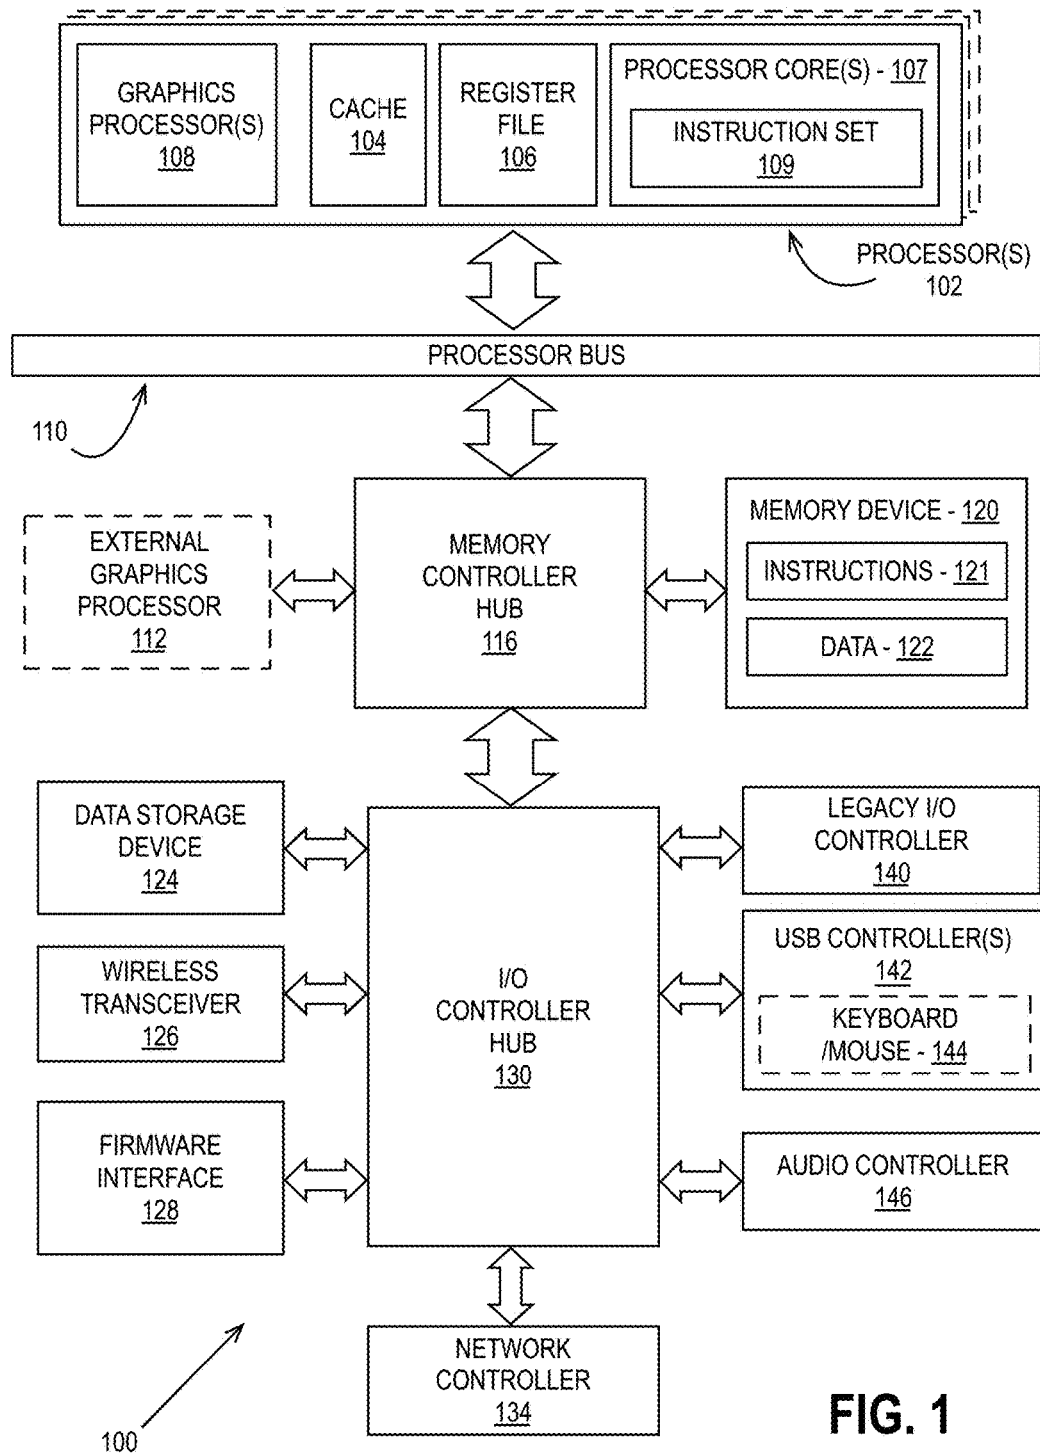 GRAPHICS
PROCESSOR(S)
108
CACHE
104
REGISTER
FILE
106
PROCESSOR CORE(S) - 107
INSTRUCTION SET
109
PROCESSOR(S)
102
PROCESSOR BUS
110
EXTERNAL
GRAPHICS
PROCESSOR
112
MEMORY
CONTROLLER
HUB
116
MEMORY DEVICE - 120
INSTRUCTIONS - 121
DATA - 122
DATA STORAGE
DEVICE
124
WIRELESS
TRANSCEIVER
126
FIRMWARE
INTERFACE
128
I/O
CONTROLLER
HUB
130
LEGACY I/O
CONTROLLER
140
USB CONTROLLER(S)
142
KEYBOARD
/MOUSE - 144
AUDIO CONTROLLER
146
NETWORK
CONTROLLER
134
100
FIG. 1